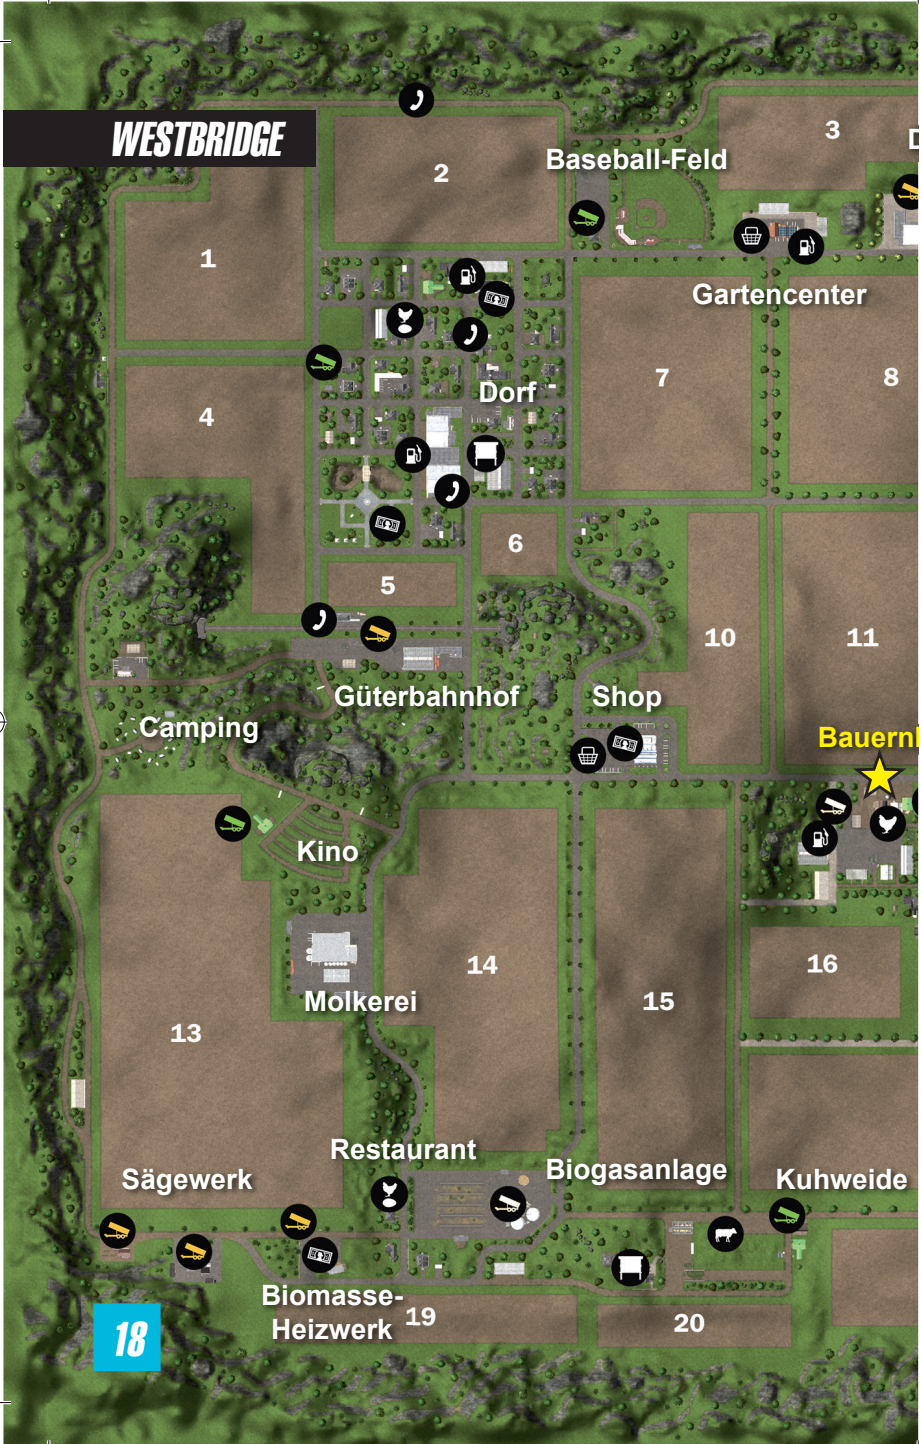 WESTBRIDGE
3
D
2
Baseball-Feld
1
Gartencenter
7
8
Dorf
4
6
5
10
11
Güterbahnhof
Shop
Camping
Bauernh
Kino
14
16
Molkerei
15
13
Restaurant
Biogasanlage
Sägewerk
Kuhweide
Biomasse-
Heizwerk
19
20
18